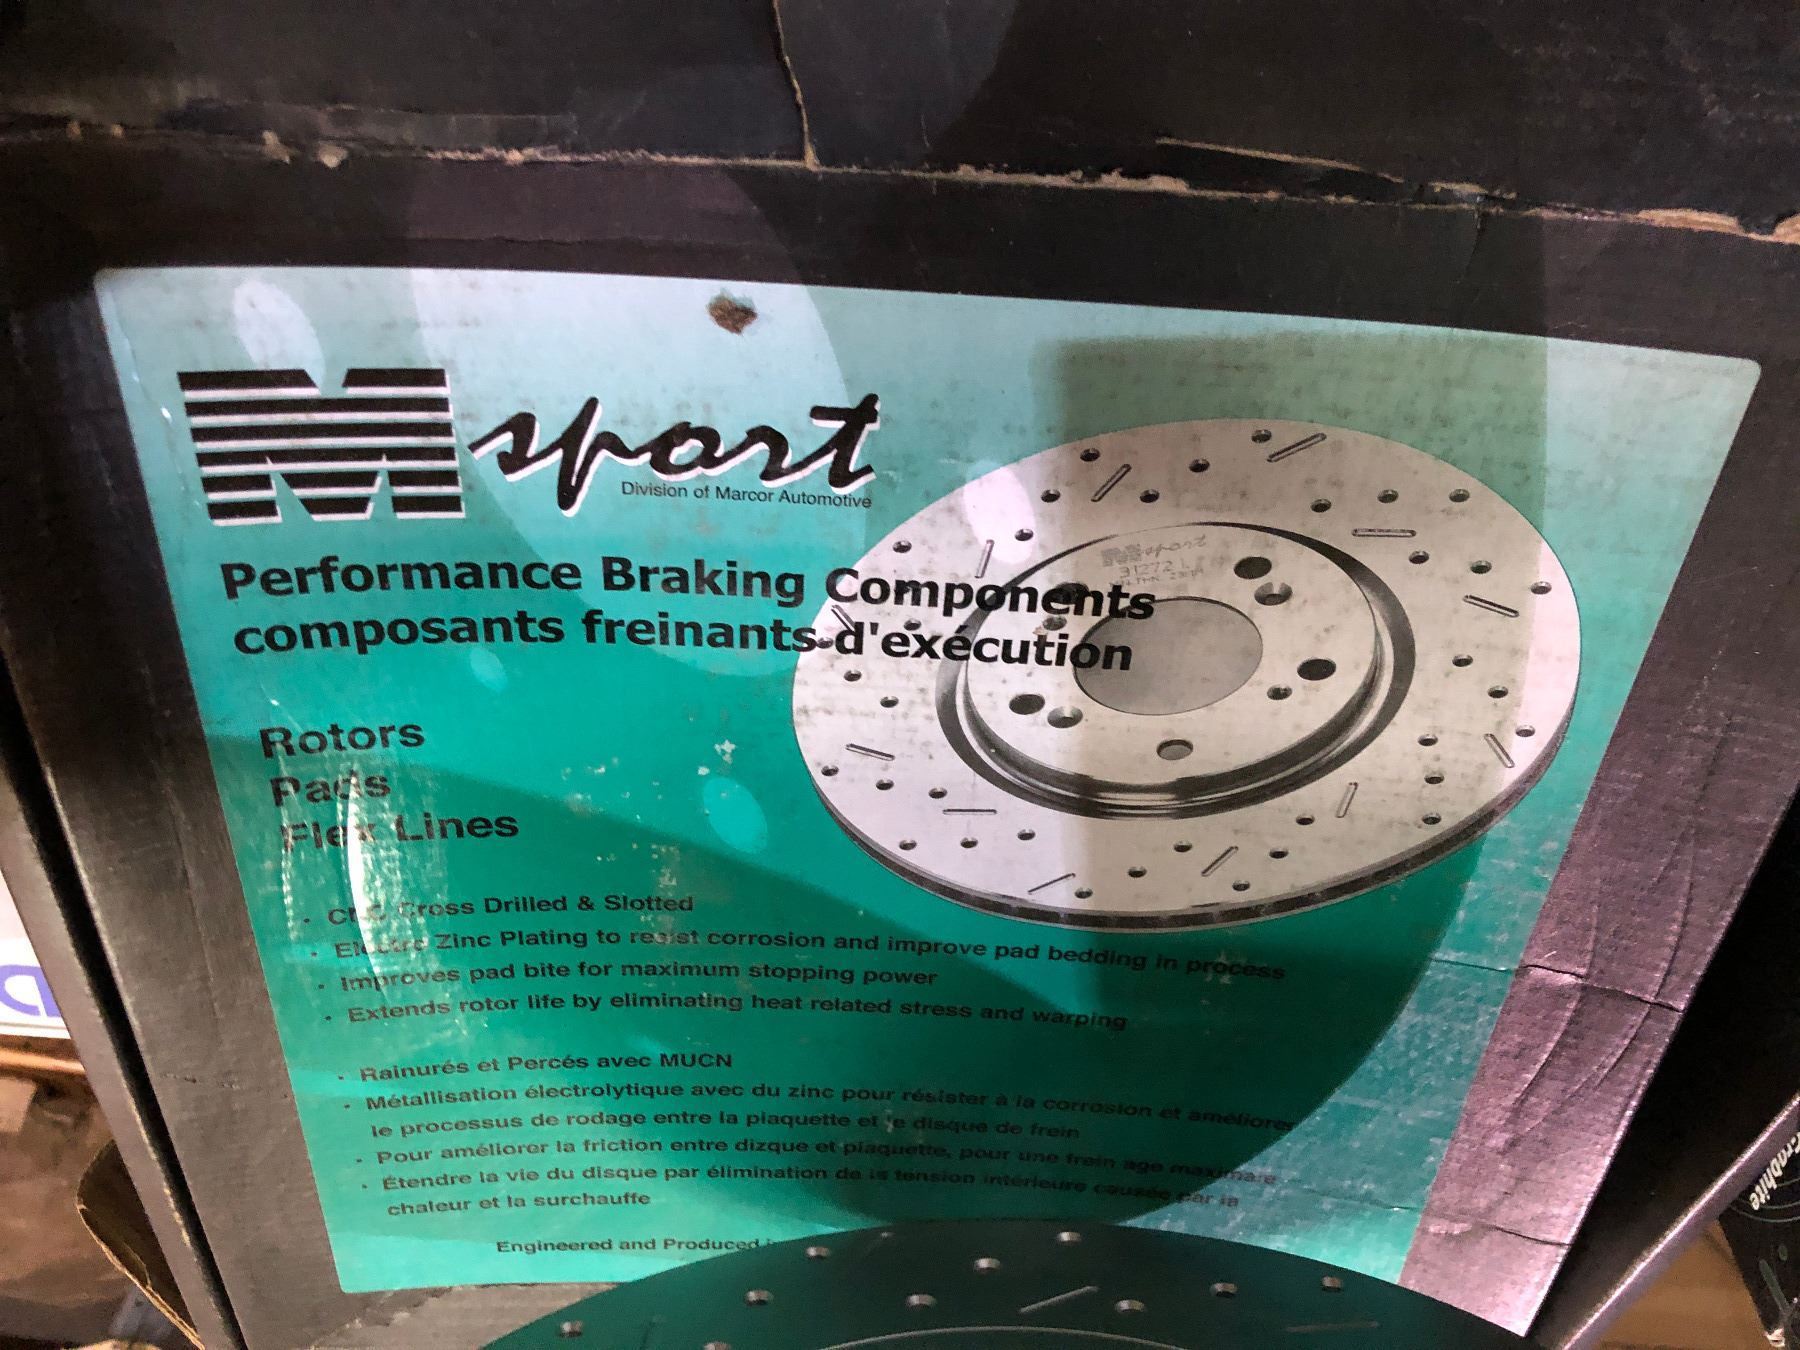 M sport
Division of Marcor Automotive
Performance Braking Components
composants freinants d'exécution
Rotors
Pads
Flex Lines
· CNC Cross Drilled & Slotted
· Electro Zinc Plating to resist corrosion and improve pad bedding in process
· Improves pad bite for maximum stopping power
· Extends rotor life by eliminating heat related stress and warping
· Rainurés et Percés avec MUCN
· Métallisation électrolytique avec du zinc pour résister à la corrosion et améliorer
le processus de rodage entre la plaquette et le disque de frein
· Pour améliorer la friction entre dizque et plaquette, pour une frein age maximale
· Étendre la vie du disque par élimination de la tension intérieure causée par la
chaleur et la surchauffe
Engineered and Produced
M sport
31272 L